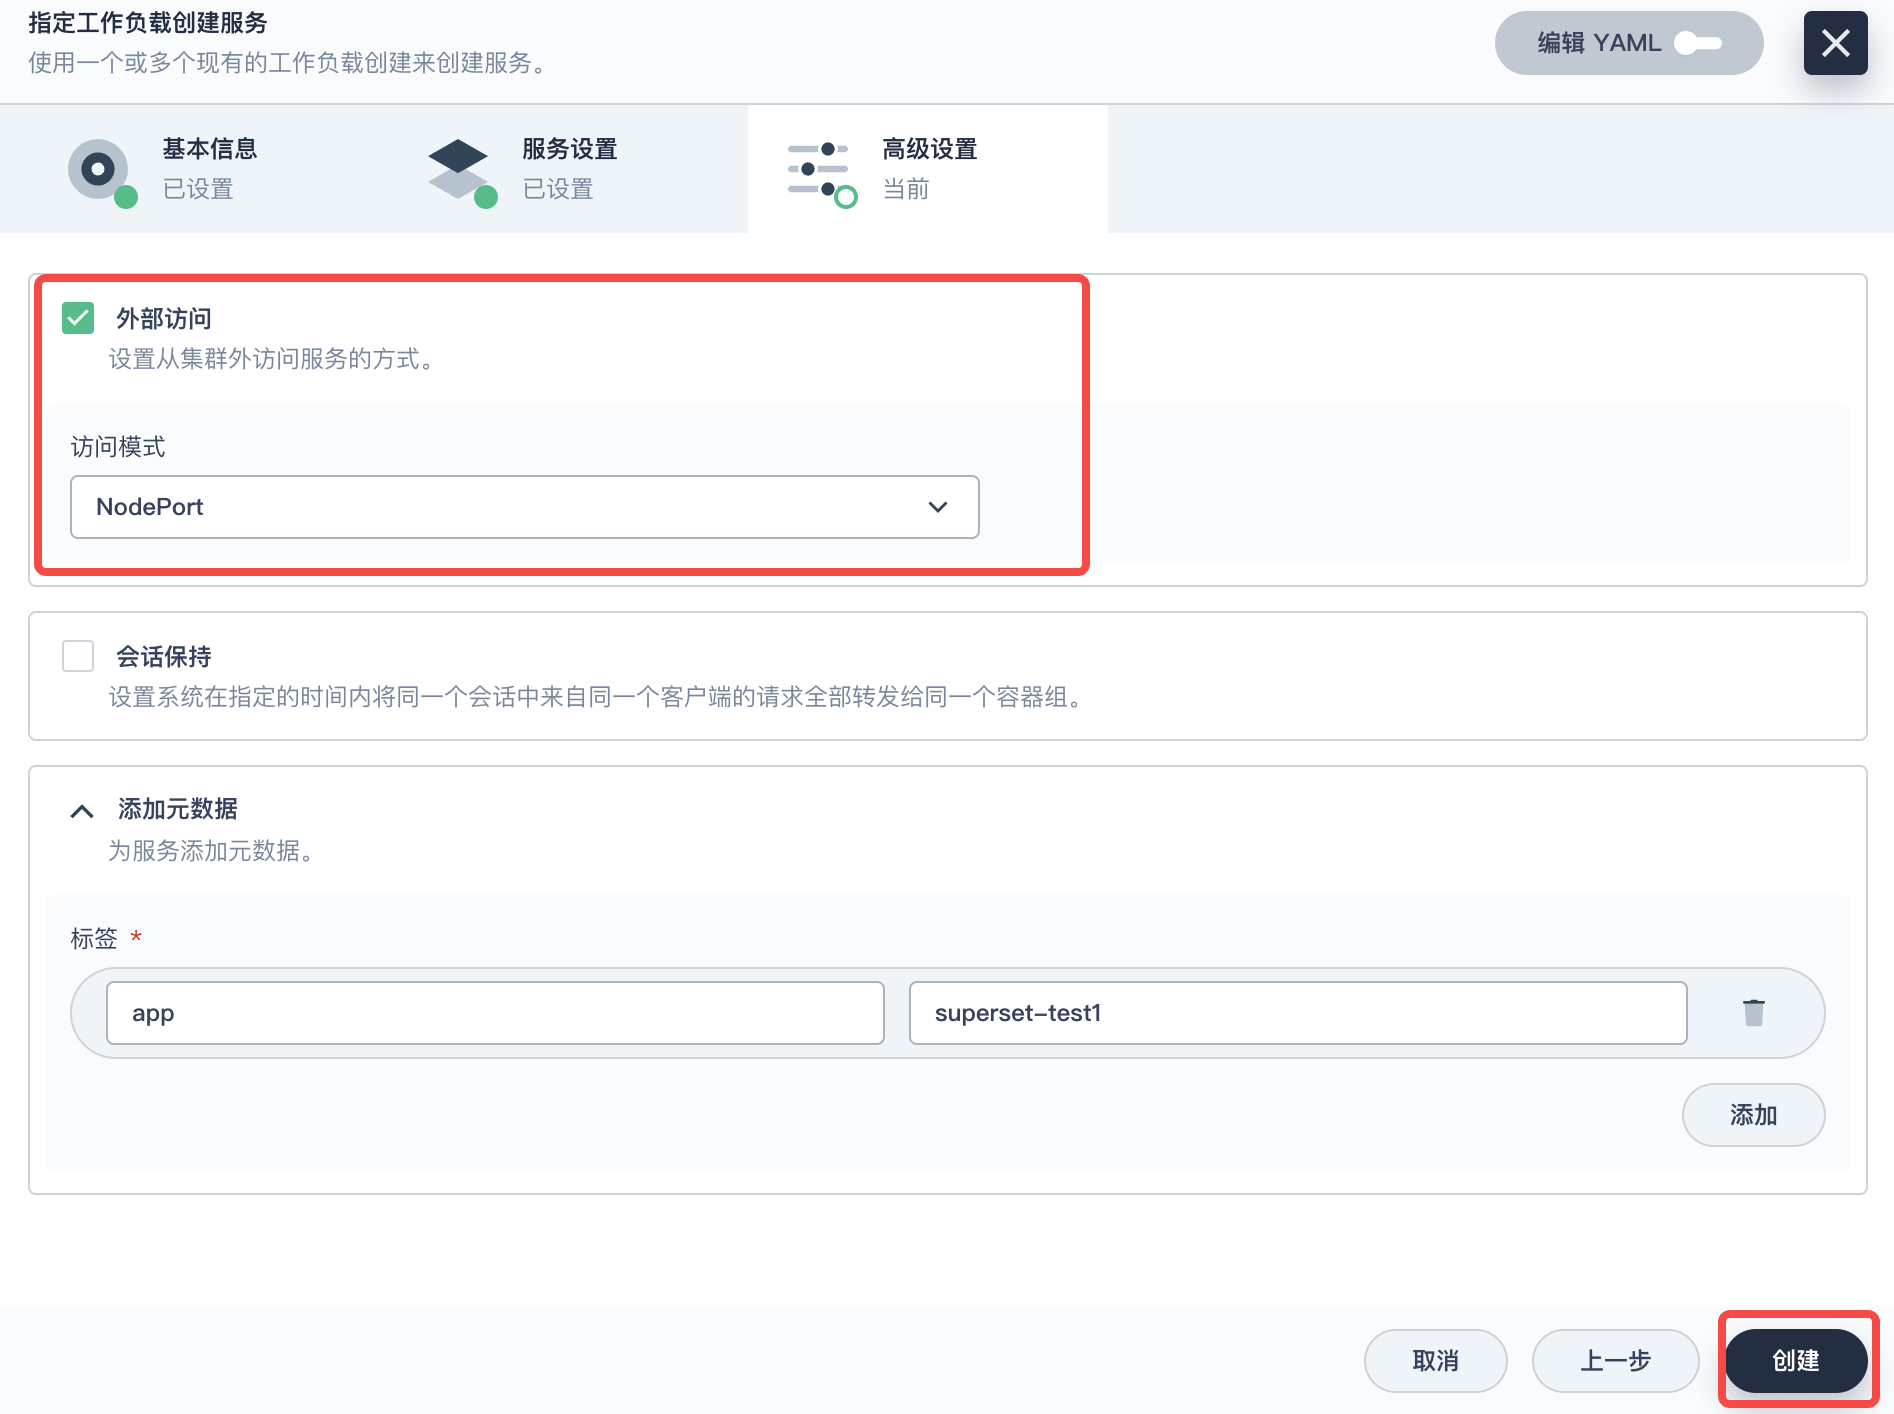 指定工作负载创建服务
使用一个或多个现有的工作负载创建来创建服务。
编辑 YAML
基本信息
已设置
服务设置
已设置
高级设置
当前
外部访问
设置从集群外访问服务的方式。
访问模式
NodePort
会话保持
设置系统在指定的时间内将同一个会话中来自同一个客户端的请求全部转发给同一个容器组。
添加元数据
为服务添加元数据。
标签 *
app
superset-test1
添加
取消
上一步
创建